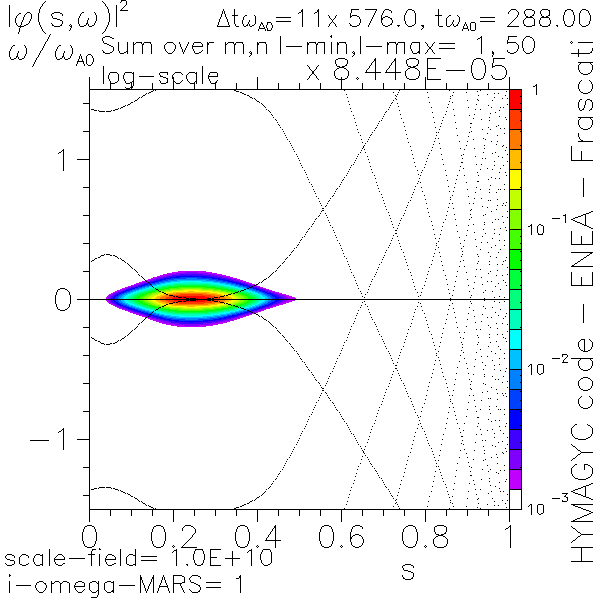 |φ(s,ω)|² Δtω_A0=11x 576.0, tω_A0= 288.00
ω/ω_A0 Sum over m,n l-min,l-max= 1, 50
log-scale x 8.448E-05
1
0
-1
0 0.2 0.4 0.6 0.8 1
s
1
10 -1
10 -2
10 -3
HYMAGYC code - ENEA - Frascati
scale-field= 1.0E+10
i-omega-MARS= 1